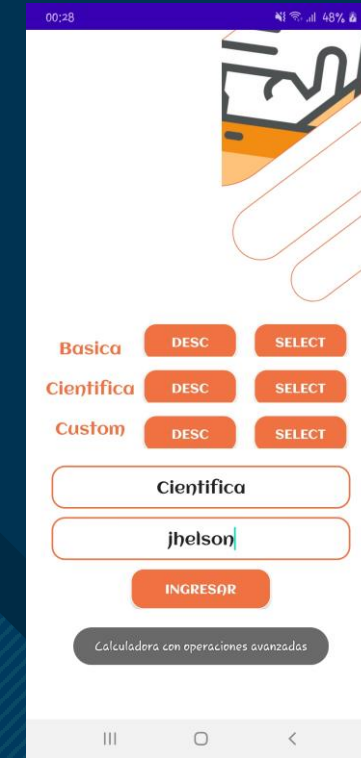 00:28 48%
Basica DESC SELECT
Cientifica DESC SELECT
Custom DESC SELECT
Cientifica
jhelson
INGRESAR
Calculadora con operaciones avanzadas